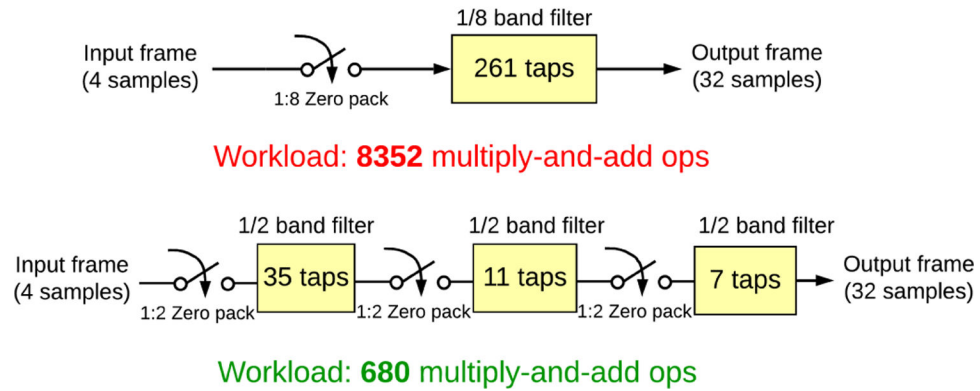 1/8 band filter
Input frame
(4 samples)
261 taps
Output frame
(32 samples)
1:8 Zero pack
Workload: 8352 multiply-and-add ops
1/2 band filter
1/2 band filter
1/2 band filter
Input frame
(4 samples)
35 taps
11 taps
7 taps
Output frame
(32 samples)
1:2 Zero pack
1:2 Zero pack
1:2 Zero pack
Workload: 680 multiply-and-add ops